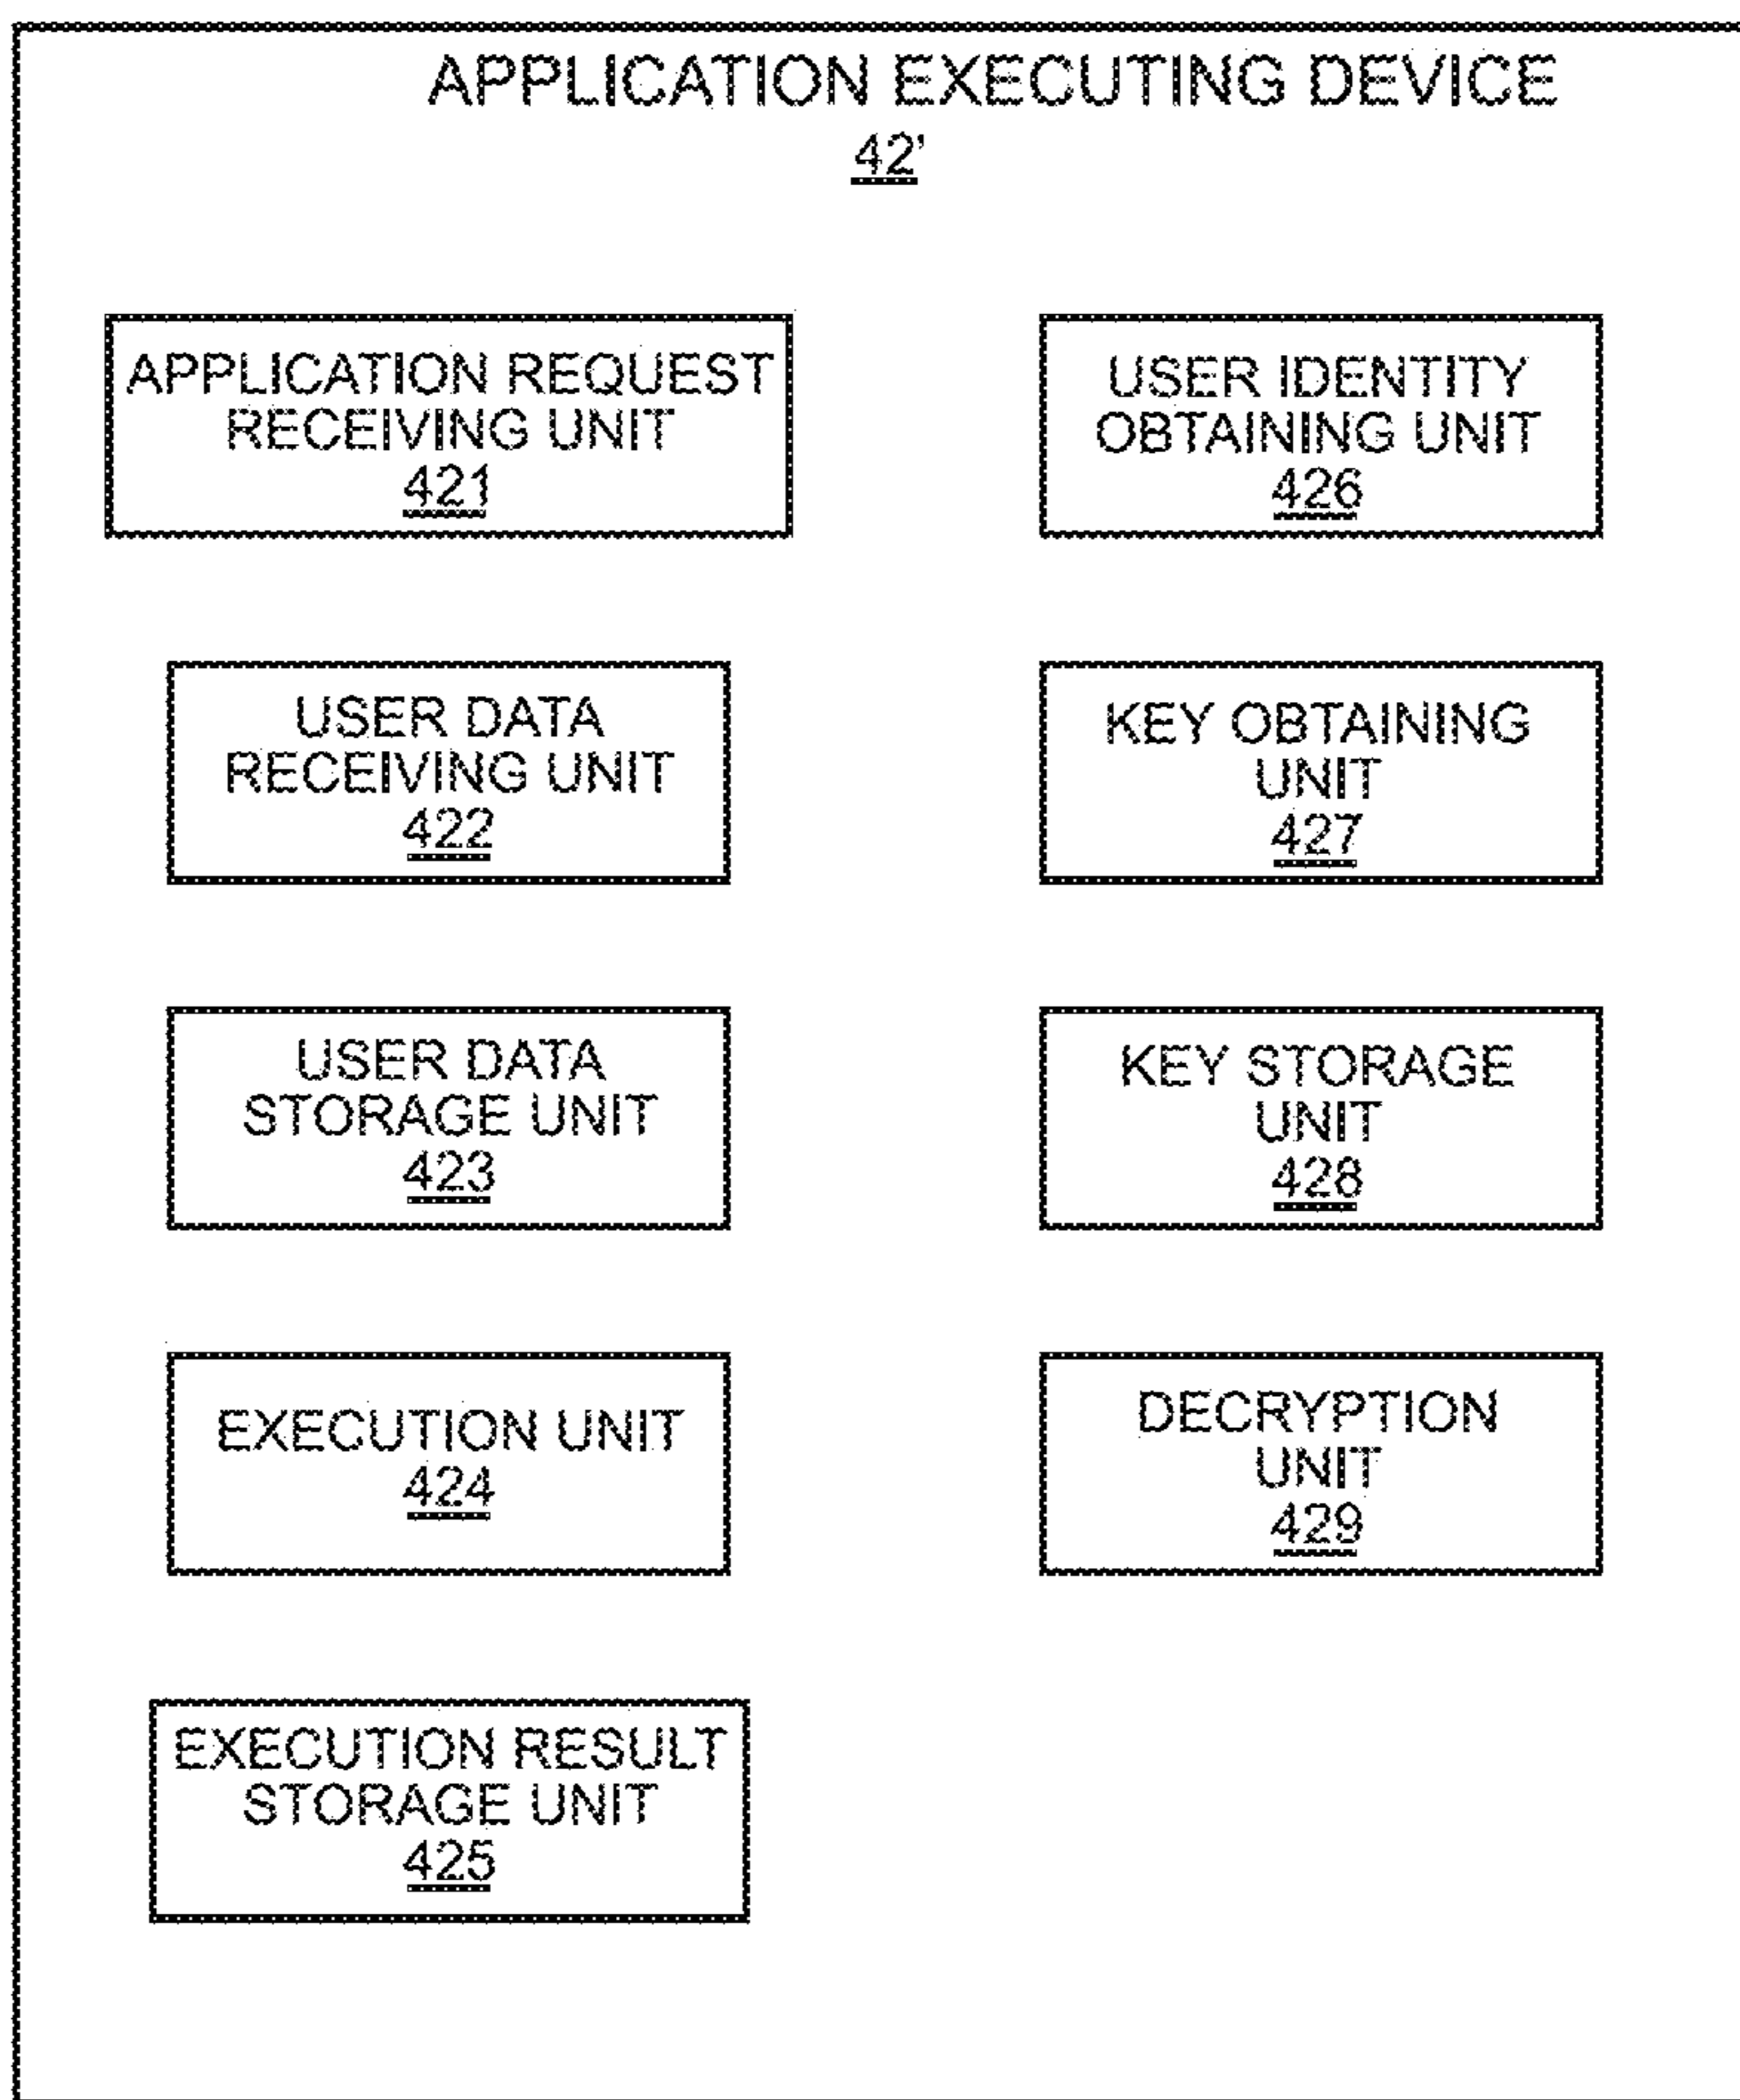 APPLICATION EXECUTING DEVICE
42'
APPLICATION REQUEST
RECEIVING UNIT
421
USER IDENTITY
OBTAINING UNIT
426
USER DATA
RECEIVING UNIT
422
KEY OBTAINING
UNIT
427
USER DATA
STORAGE UNIT
423
KEY STORAGE
UNIT
428
EXECUTION UNIT
424
DECRYPTION
UNIT
429
EXECUTION RESULT
STORAGE UNIT
425